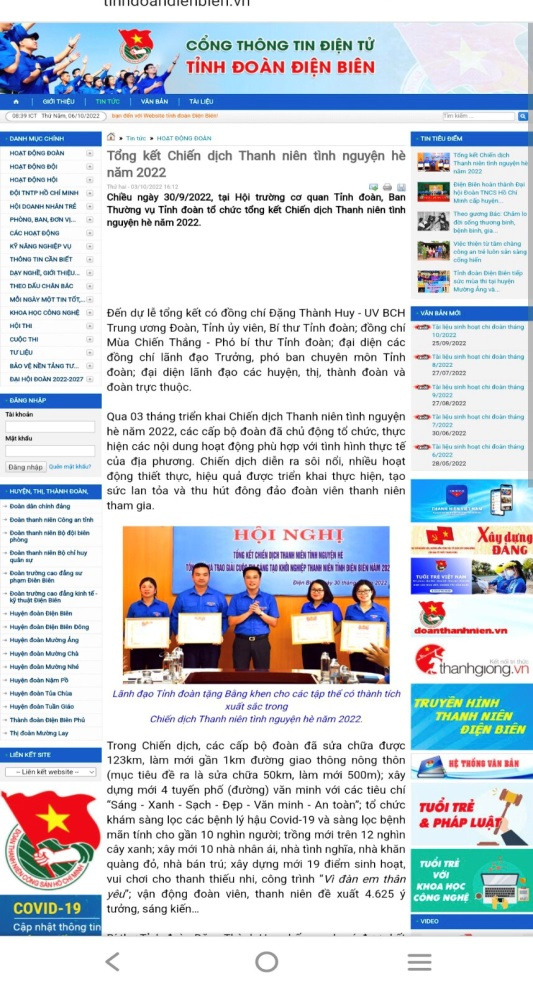 tinhdoandienbien.vn
CỔNG THÔNG TIN ĐIỆN TỬ
TỈNH ĐOÀN ĐIỆN BIÊN
GIỚI THIỆU
TIN TỨC
VĂN BẢN
TÀI LIỆU
08:39 ICT Thứ Năm, 06/10/2022
bạn đến với Website tỉnh đoàn Điện Biên!
Tìm kiếm ...
DANH MỤC CHÍNH
HOẠT ĐỘNG ĐOÀN
HOẠT ĐỘNG ĐỘI
HOẠT ĐỘNG HỘI
ĐỘI TNTP HỒ CHÍ MINH
HỘI DOANH NHÂN TRẺ
PHÒNG, BAN, ĐƠN VỊ...
CÁC HOẠT ĐỘNG
KỸ NĂNG NGHIỆP VỤ
THÔNG TIN CẦN BIẾT
DẠY NGHỀ, GIỚI THIỆU...
THEO DẤU CHÂN BÁC
MỖI NGÀY MỘT TIN TỐT,...
KHOA HỌC CÔNG NGHỆ
HỘI THI
CUỘC THI
TƯ LIỆU
BẢO VỆ NỀN TẢNG TƯ...
ĐẠI HỘI ĐOÀN 2022-2027
ĐĂNG NHẬP
Tài khoản
Mật khẩu
Đăng nhập
Quên mật khẩu?
HUYỆN, THỊ, THÀNH ĐOÀN,
Đoàn dân chính đảng
Đoàn thanh niên Công an tỉnh
Đoàn thanh niên Bộ đội biên
phòng
Đoàn thanh niên Bộ chỉ huy
quân sự
Đoàn trường cao đẳng sư
phạm Điện Biên
Đoàn trường cao đẳng kinh tế -
kỹ thuật Điện Biên
Huyện đoàn Điện Biên
Huyện đoàn Điện Biên Đông
Huyện đoàn Mường Ảng
Huyện đoàn Mường Chà
Huyện đoàn Mường Nhé
Huyện đoàn Nậm Pồ
Huyện đoàn Tủa Chùa
Huyện đoàn Tuần Giáo
Thành đoàn Điện Biên Phủ
Thị đoàn Mường Lay
LIÊN KẾT SITE
-- Liên kết website --
ĐOÀN THANH NIÊN CỘNG SẢN HỒ CHÍ MINH
COVID-19
Cập nhật thông tin
Tin tức
HOẠT ĐỘNG ĐOÀN
Tổng kết Chiến dịch Thanh niên tình nguyện hè
năm 2022
Thứ hai - 03/10/2022 16:12
Chiều ngày 30/9/2022, tại Hội trường cơ quan Tỉnh đoàn, Ban
Thường vụ Tỉnh đoàn tổ chức tổng kết Chiến dịch Thanh niên tình
nguyện hè năm 2022.
Đến dự lễ tổng kết có đồng chí Đặng Thành Huy - UV BCH
Trung ương Đoàn, Tỉnh ủy viên, Bí thư Tỉnh đoàn; đồng chí
Mùa Chiến Thắng - Phó bí thư Tỉnh đoàn; đại diện các
đồng chí lãnh đạo Trưởng, phó ban chuyên môn Tỉnh
đoàn; đại diện lãnh đạo các huyện, thị, thành đoàn và
đoàn trực thuộc.
Qua 03 tháng triển khai Chiến dịch Thanh niên tình nguyện
hè năm 2022, các cấp bộ đoàn đã chủ động tổ chức, thực
hiện các nội dung hoạt động phù hợp với tình hình thực tế
của địa phương. Chiến dịch diễn ra sôi nổi, nhiều hoạt
động thiết thực, hiệu quả được triển khai thực hiện, tạo
sức lan tỏa và thu hút đông đảo đoàn viên thanh niên
tham gia.
HỘI NGHỊ
TỔNG KẾT CHIẾN DỊCH THANH NIÊN TÌNH NGUYỆN HÈ
TRAO GIẢI CUỘC THI SÁNG TẠO KHỞI NGHIỆP THANH NIÊN TỈNH ĐIỆN BIÊN NĂM 202
Lãnh đạo Tỉnh đoàn tặng Bằng khen cho các tập thể có thành tích
xuất sắc trong
Chiến dịch Thanh niên tình nguyện hè năm 2022.
Trong Chiến dịch, các cấp bộ đoàn đã sửa chữa được
123km, làm mới gần 1km đường giao thông nông thôn
(mục tiêu đề ra là sửa chữa 50km, làm mới 500m); xây
dựng mới 4 tuyến phố (đường) văn minh với các tiêu chí
“Sáng - Xanh - Sạch - Đẹp - Văn minh - An toàn”; tổ chức
khám sàng lọc các bệnh lý hậu Covid-19 và sàng lọc bệnh
mãn tính cho gần 10 nghìn người; trồng mới trên 12 nghìn
cây xanh; xây mới 10 nhà nhân ái, nhà tình nghĩa, nhà khăn
quàng đỏ, nhà bán trú; xây dựng mới 19 điểm sinh hoạt,
vui chơi cho thanh thiếu nhi, công trình “Vì đàn em thân
yêu”; vận động đoàn viên, thanh niên đề xuất 4.625 ý
tưởng, sáng kiến...
TIN TIÊU ĐIỂM
Tổng kết Chiến dịch
Thanh niên tình nguyện hè
năm 2022
Điện Biên hoàn thành Đại
hội Đoàn TNCS Hồ Chí
Minh cấp huyện...
Theo gương Bác: Chăm lo
đời sống thương binh,
bệnh binh, gia...
Việc thiện từ tâm chàng
công an trẻ luôn sẵn sàng
cống hiến
Tỉnh đoàn Điện Biên tiếp
sức mùa thi tại huyện
Mường Ảng và...
VĂN BẢN MỚI
Tài liệu sinh hoạt chi đoàn tháng
10/2022
25/09/2022
Tài liệu sinh hoạt chi đoàn tháng
8/2022
27/07/2022
Tài liệu sinh hoạt chi đoàn tháng
9/2022
27/08/2022
Tài liệu sinh hoạt chi đoàn tháng
7/2022
30/06/2022
Tài liệu sinh hoạt chi đoàn tháng
6/2022
28/05/2022
Xây dựng
ĐẢNG
TUỔI TRẺ VIỆT NAM
doanthanhnien.vn
thanhgiong.vn
TRUYỀN HÌNH
THANH NIÊN
ĐIỆN BIÊN
HỆ THỐNG VĂN BẢN
TUỔI TRẺ
& PHÁP LUẬT
TUỔI TRẺ
VỚI
KHOA HỌC
CÔNG NGHỆ
VIDEO